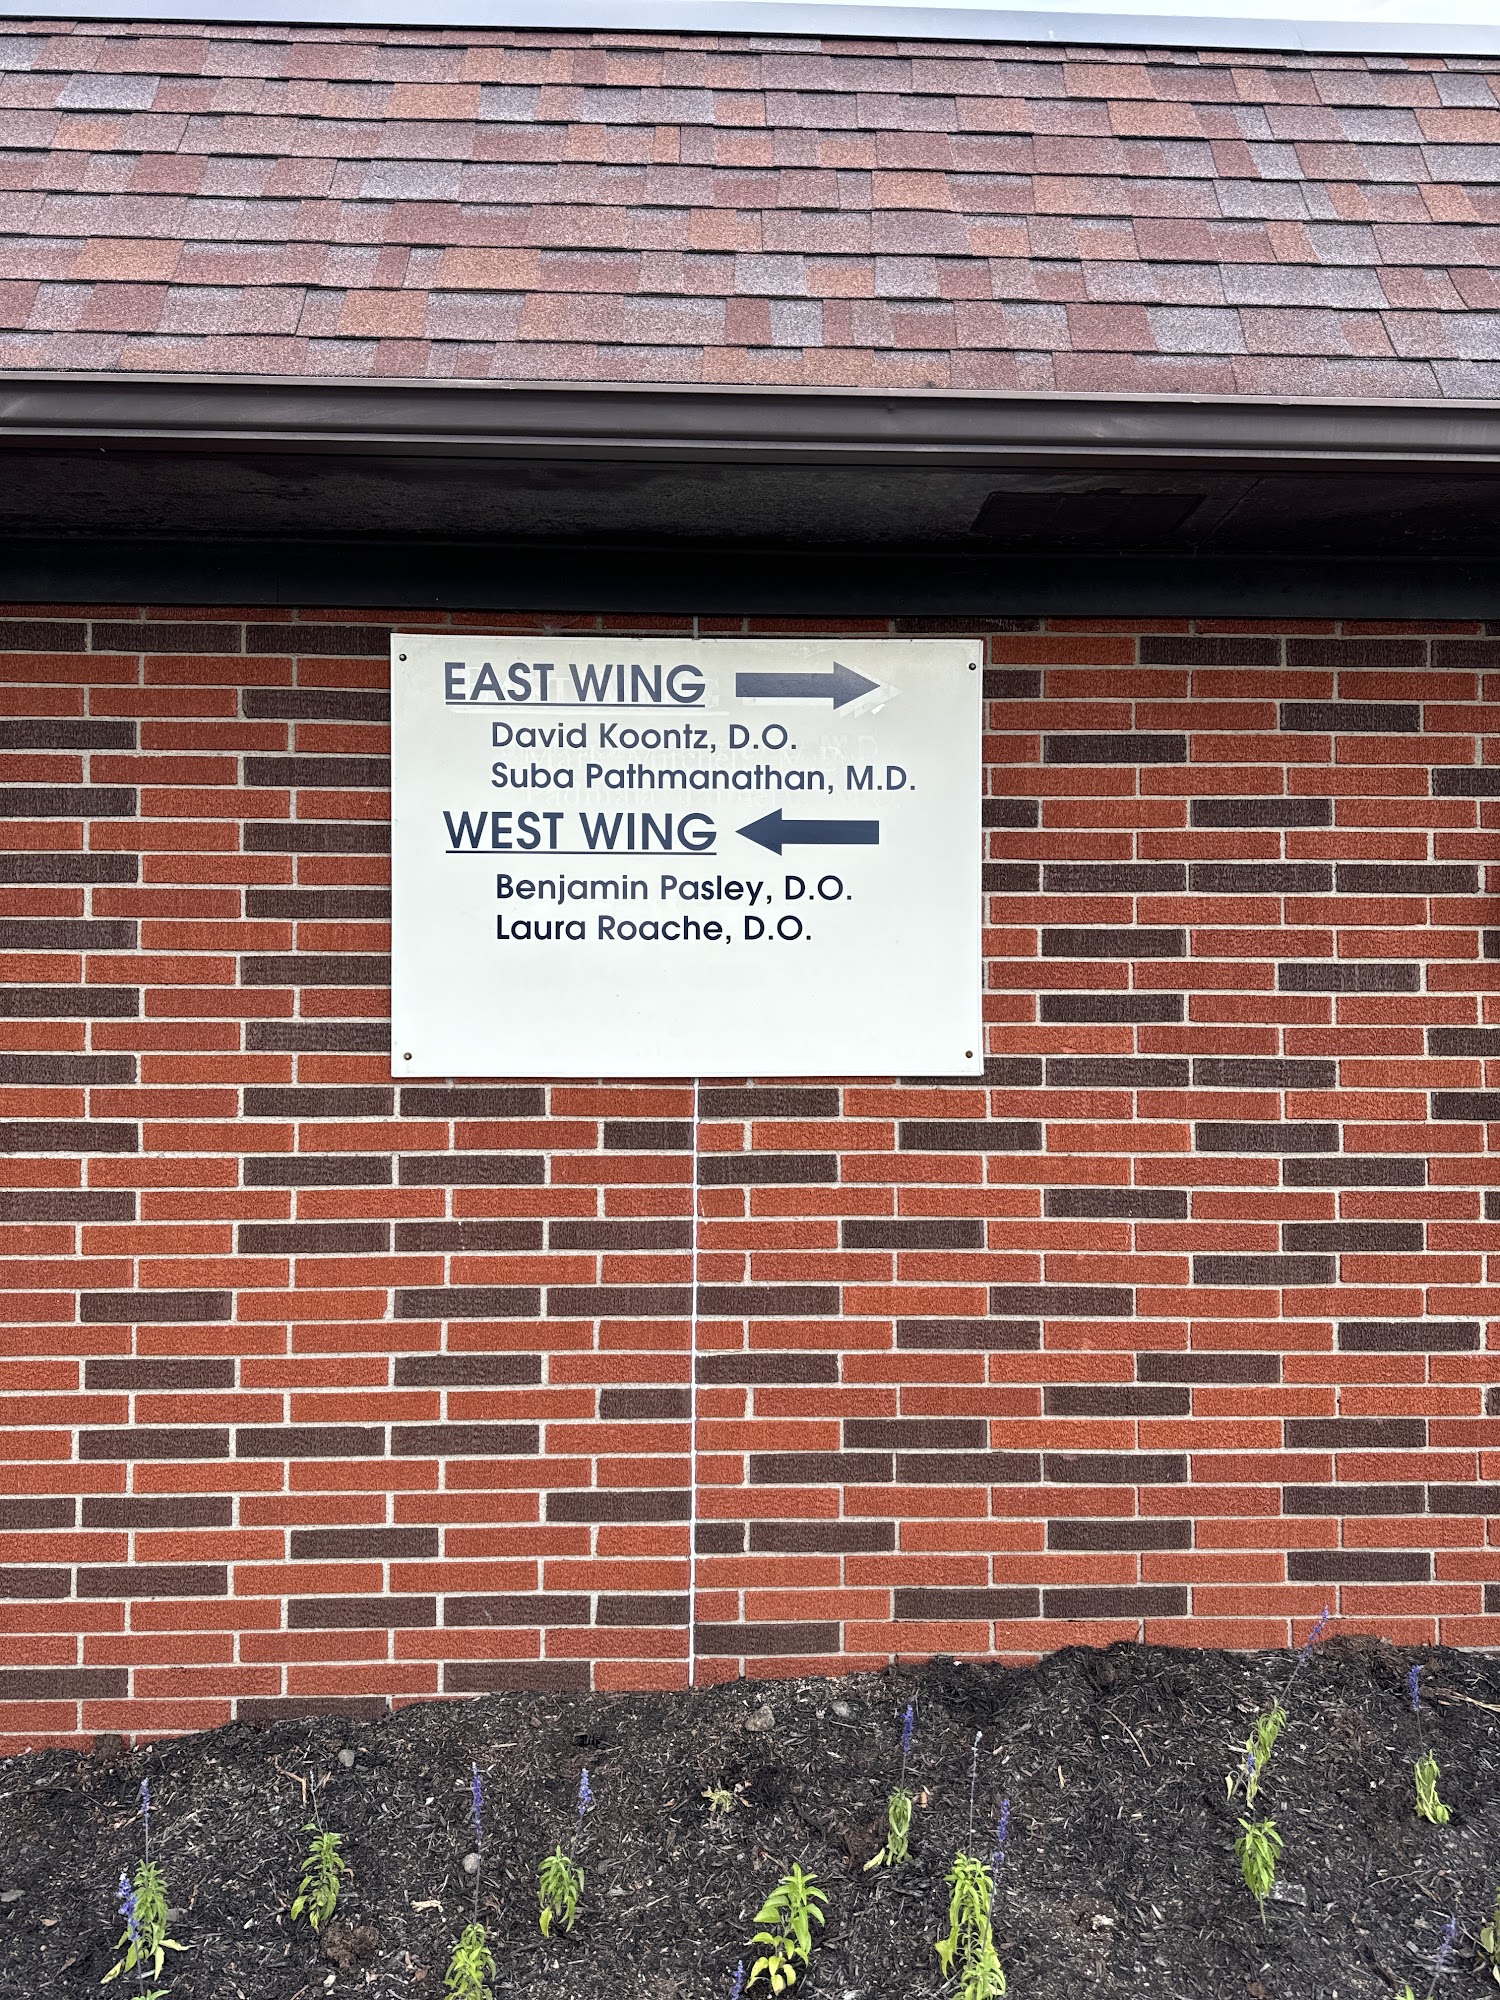 EAST WING
David Koontz, D.O.
Suba Pathmanathan, M.D.
WEST WING
Benjamin Pasley, D.O.
Laura Roache, D.O.